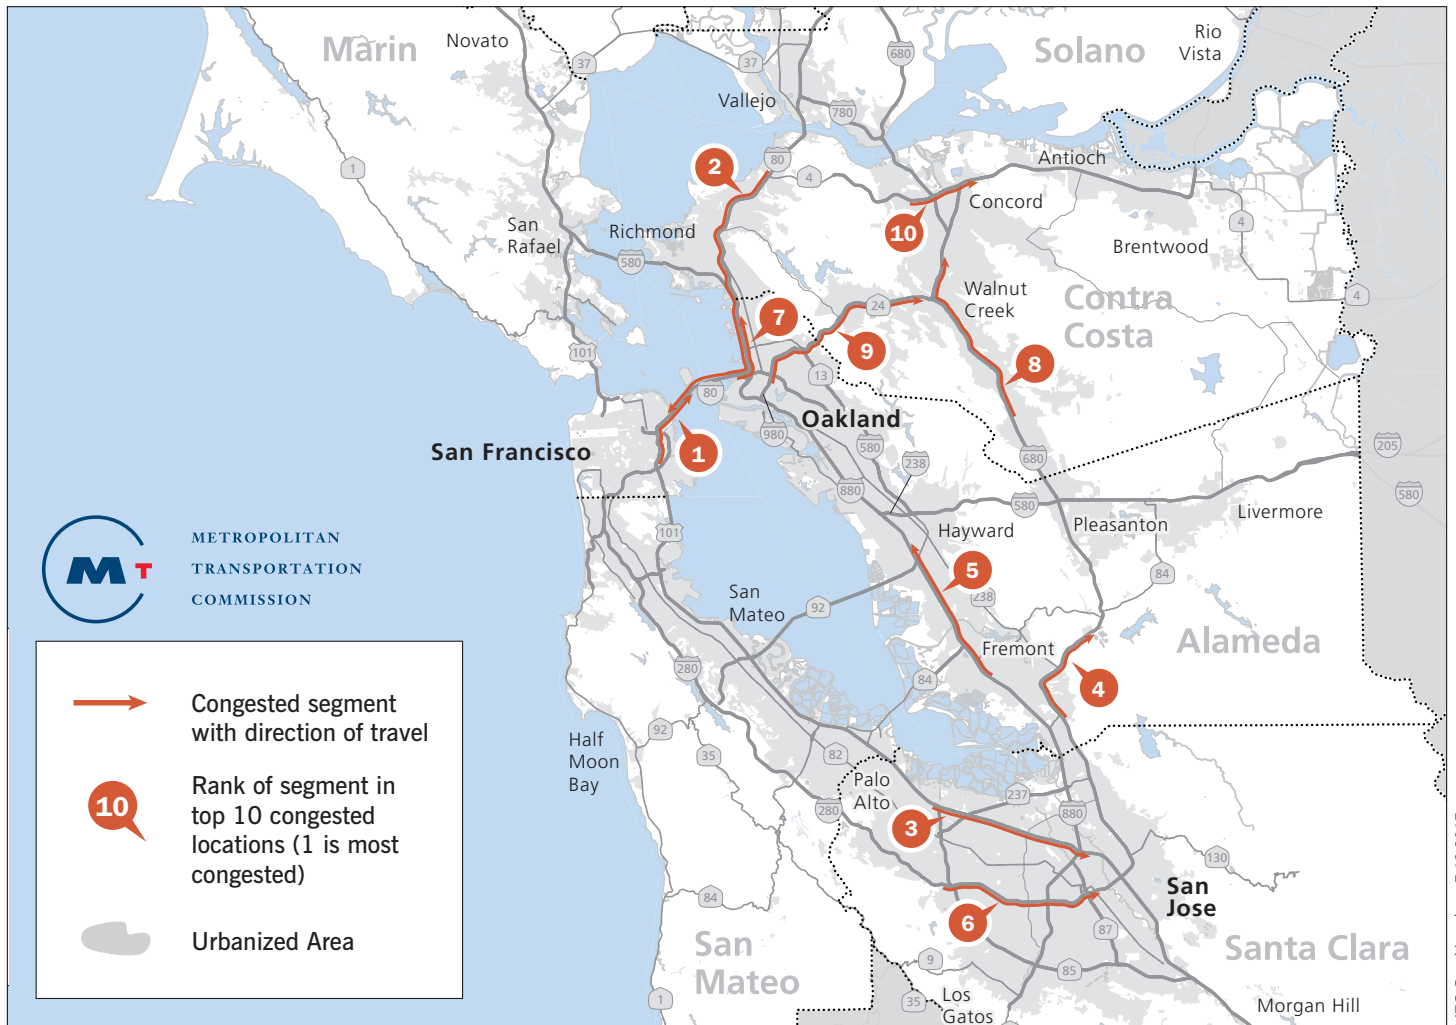 Marin
Novato
37
37
Vallejo
680
Solano
Rio
Vista
780
1
2
80
4
Antioch
Concord
10
San
Rafael
Richmond
580
Brentwood
4
Walnut
Creek
Contra
Costa
4
24
7
9
8
101
13
80
Oakland
980
580
San Francisco
1
238
680
205
880
580
580
Livermore
Pleasanton
Hayward
101
METROPOLITAN
TRANSPORTATION
COMMISSION
M T
5
84
San
Mateo
92
238
Fremont
Alameda
280
84
4
Congested segment
with direction of travel
92
35
Half
Moon
Bay
82
Palo
Alto
237
280
880
3
10
Rank of segment in
top 10 congested
locations (1 is most
congested)
130
San
Jose
84
6
87
Urbanized Area
San
Mateo
Santa Clara
9
85
1
35
Los
Gatos
Morgan Hill